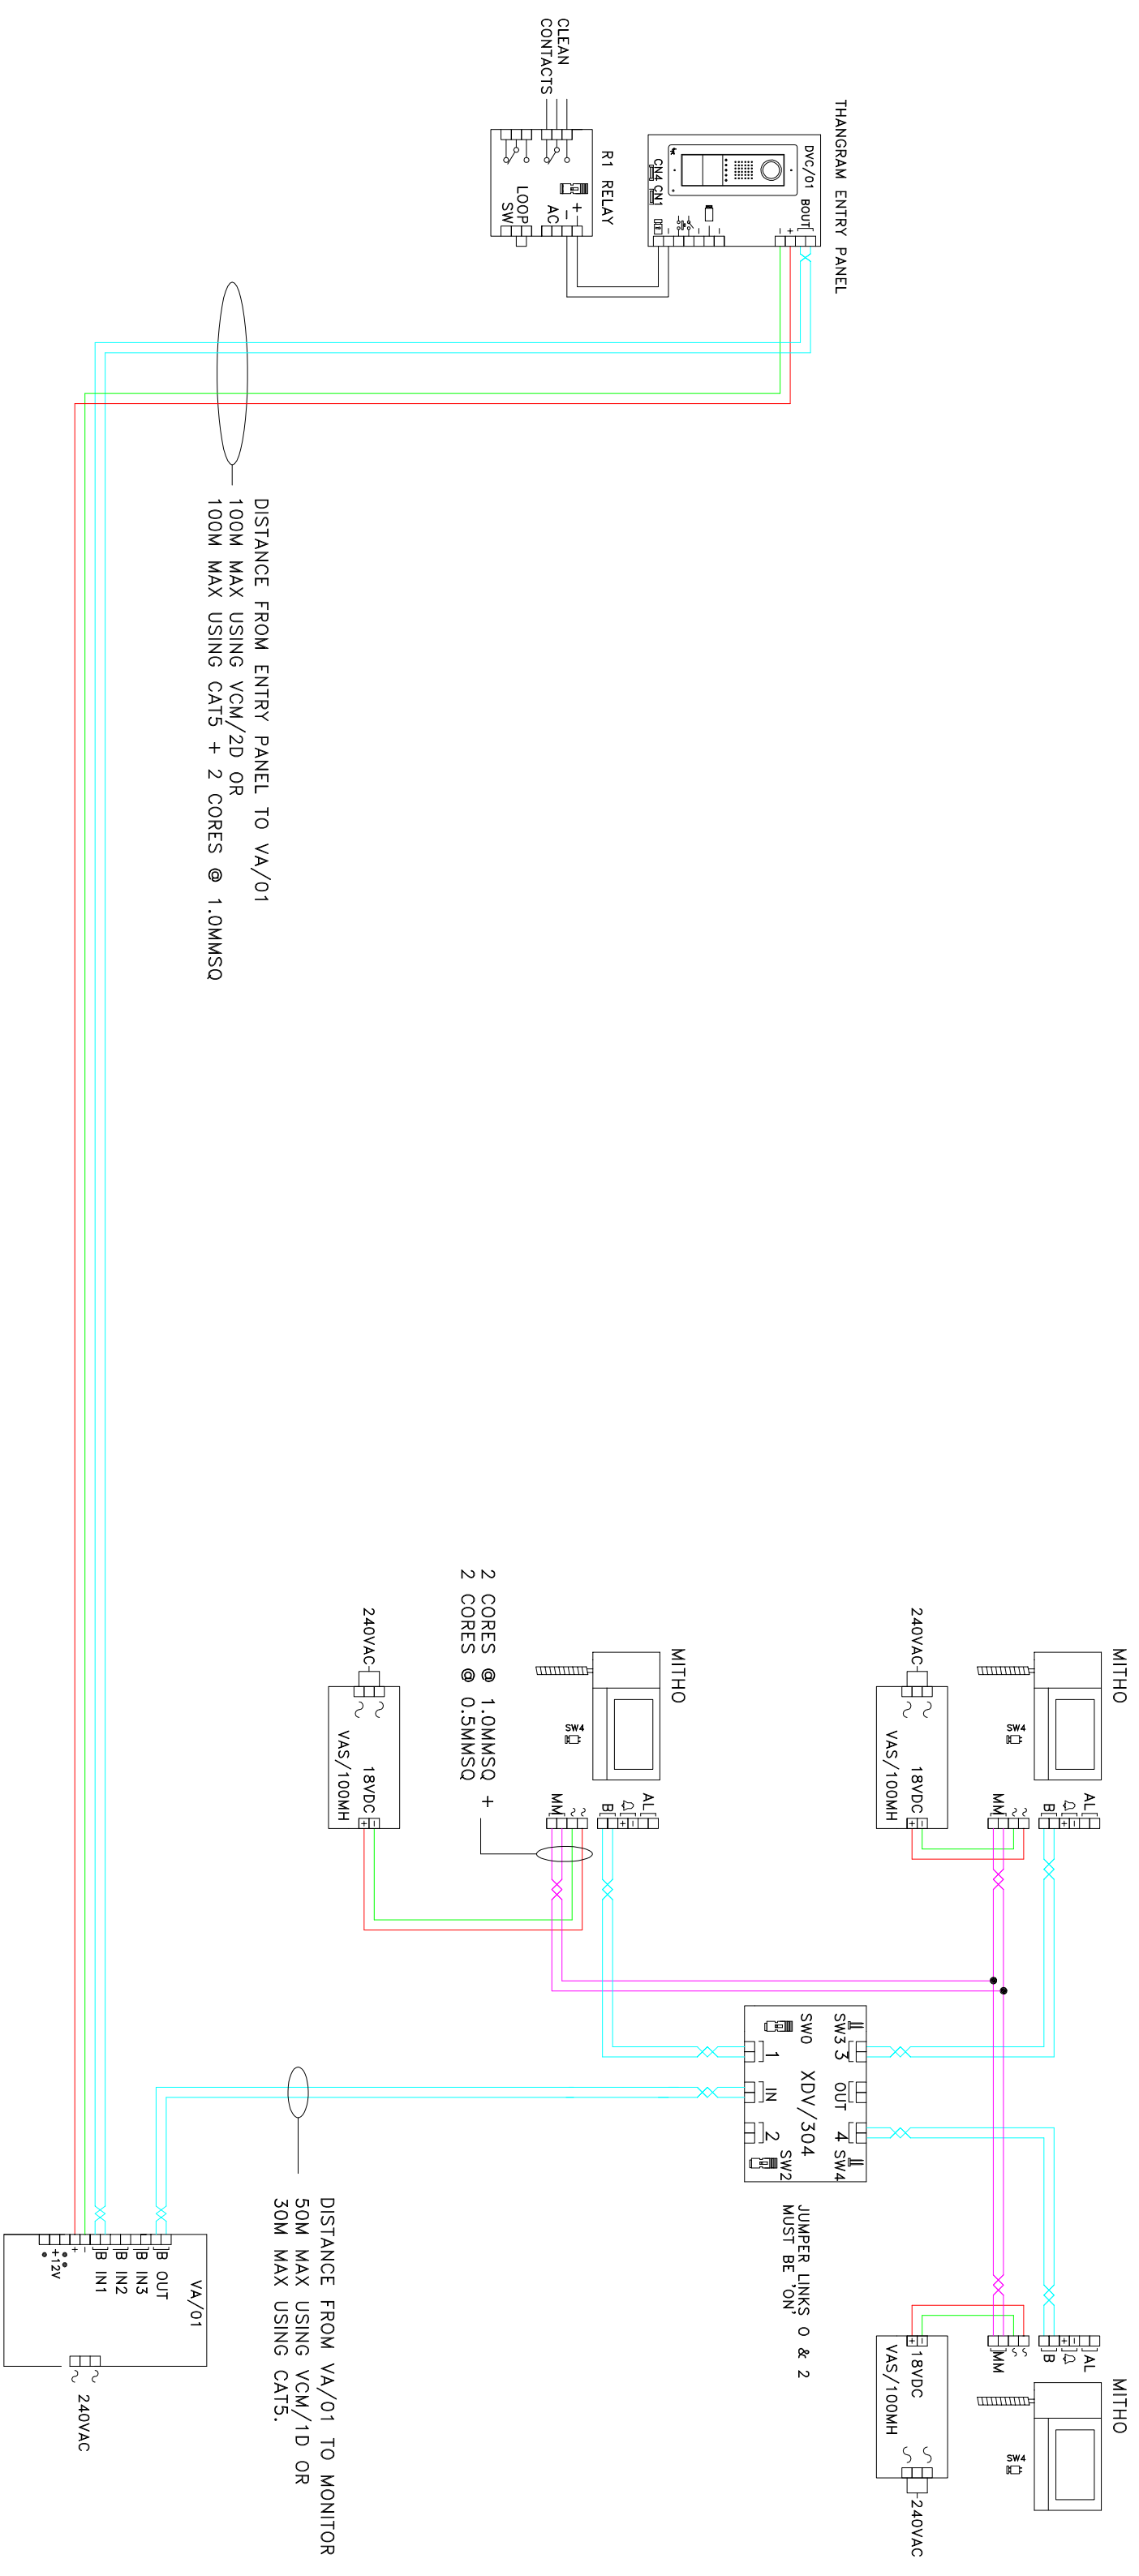 THANGRAM ENTRY PANEL
DVC/01
BOUT
CN4 CN1
-
+
-
-
-
R1 RELAY
CLEAN
CONTACTS
+
-
AC
LOOP
SW
DISTANCE FROM ENTRY PANEL TO VA/01
100M MAX USING VCM/2D OR
100M MAX USING CAT5 + 2 CORES @ 1.0MMSQ
MITHO
SW4
AL
- +
B
~ ~
MM
240VAC
~ ~
VAS/100MH
18VDC
- +
MITHO
SW4
AL
- +
B
~ ~
MM
2 CORES @ 1.0MMSQ +
2 CORES @ 0.5MMSQ
240VAC
~ ~
VAS/100MH
18VDC
- +
SW3 3 OUT 4 SW4
XDV/304
SW0 1 IN 2 SW2
JUMPER LINKS 0 & 2
MUST BE 'ON'
MITHO
SW4
AL
- +
B
~ ~
MM
18VDC
- +
VAS/100MH
~ ~
240VAC
DISTANCE FROM VA/01 TO MONITOR
50M MAX USING VCM/1D OR
30M MAX USING CAT5.
VA/01
B OUT
B IN3
B IN2
B IN1
-
+
+12V
~ ~
240VAC